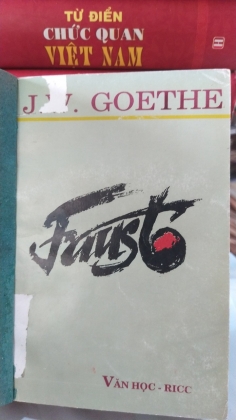 TỪ ĐIỂN
CHỨC QUAN
VIỆT NAM
J.W. GOETHE
Faust
VĂN HỌC - RICC